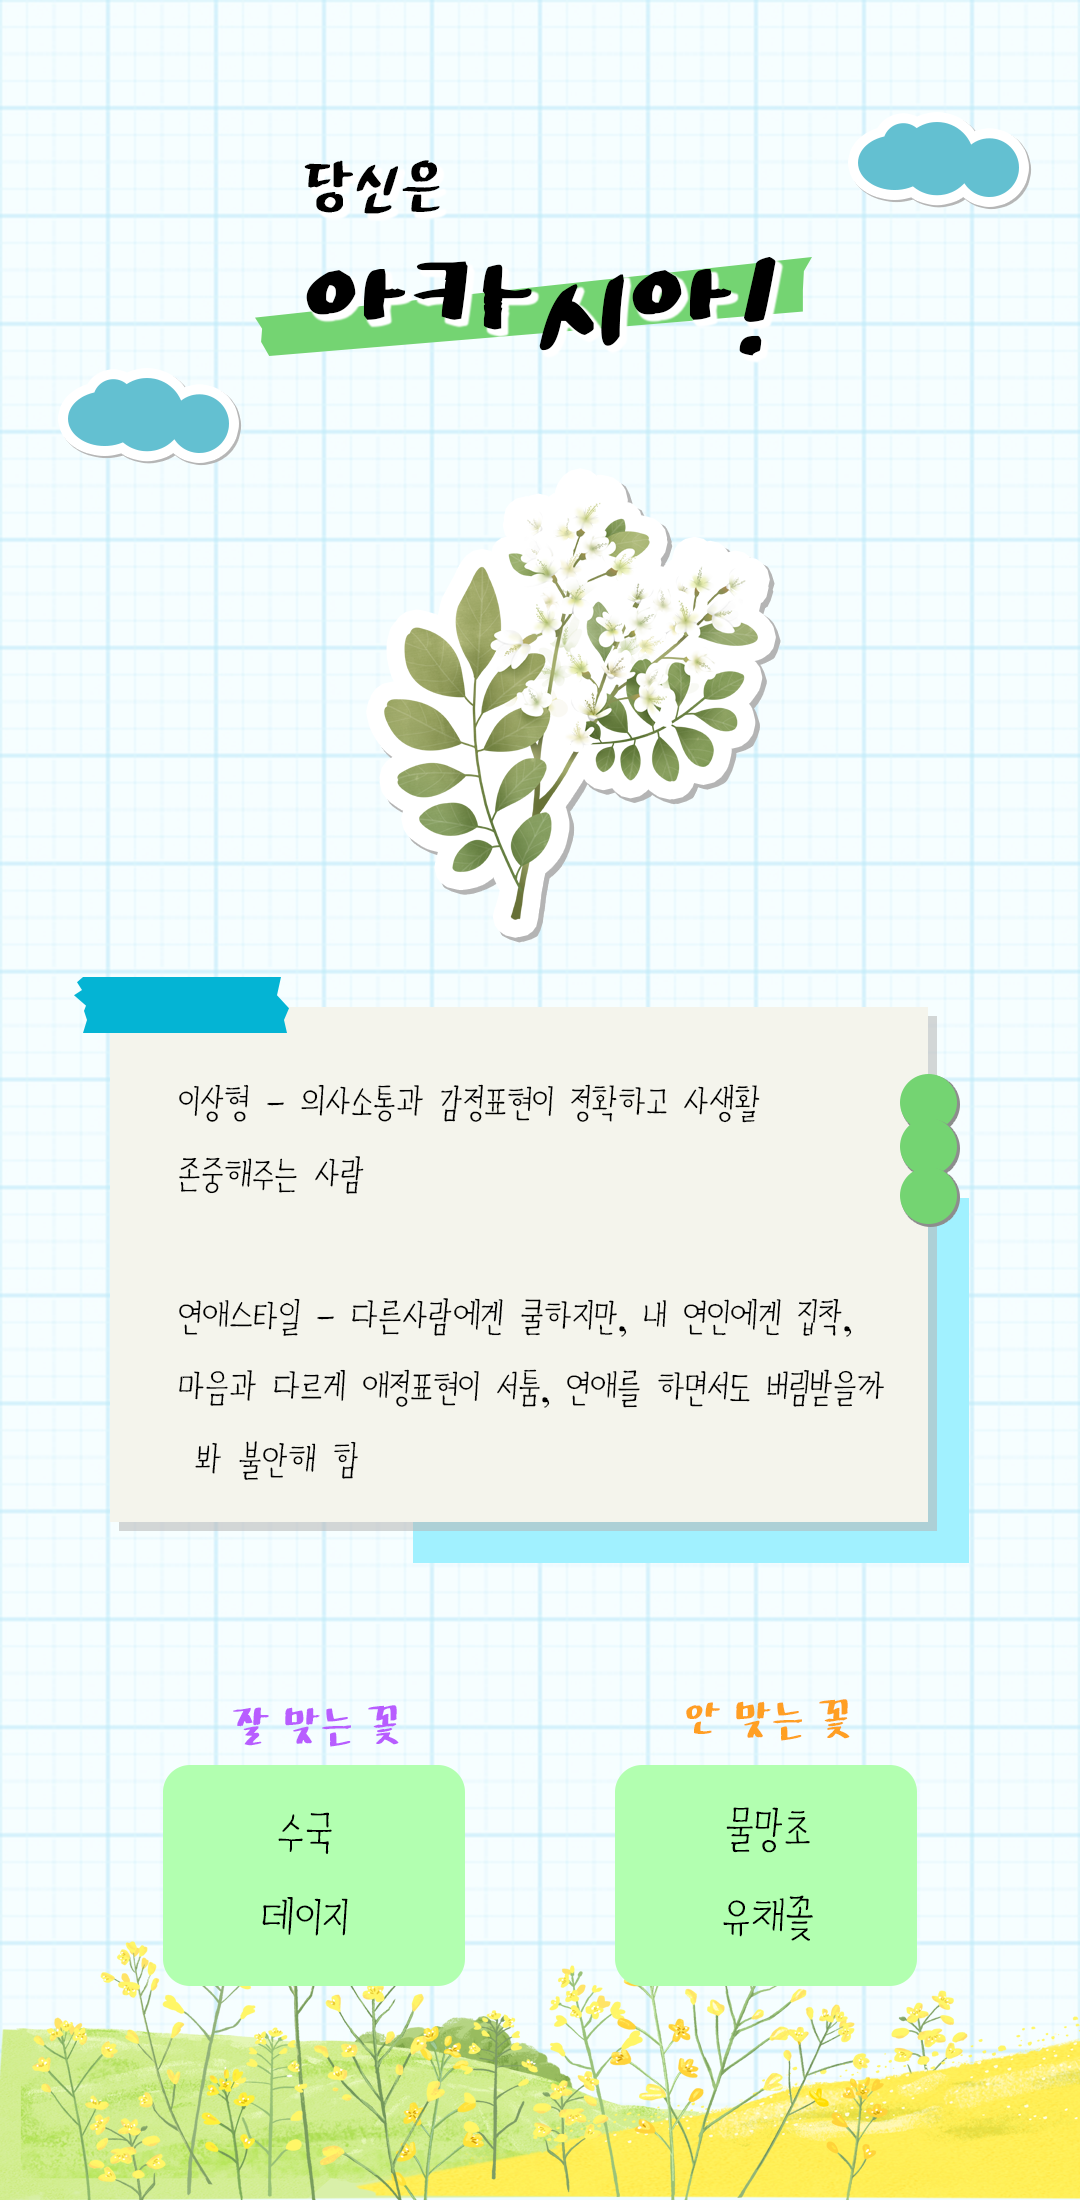 당신은
아카시아!
이상형 - 의사소통과 감정표현이 정확하고 사생활
존중해주는 사람
연애스타일 - 다른사람에겐 쿨하지만, 내 연인에겐 집착,
마음과 다르게 애정표현이 서툼, 연애를 하면서도 버림받을까
봐 불안해 함
잘 맞는 꽃
수국
데이지
안 맞는 꽃
물망초
유채꽃